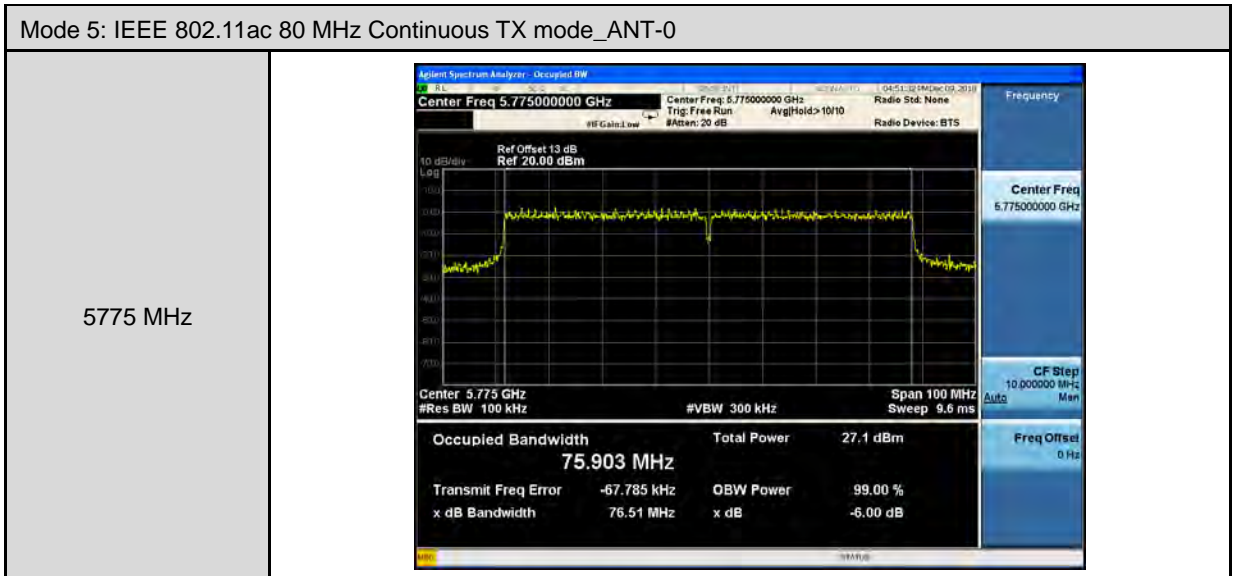 Mode 5: IEEE 802.11ac 80 MHz Continuous TX mode_ANT-0
5775 MHz
Agilent Spectrum Analyzer - Occupied BW
RL
Center Freq 5.775000000 GHz
#IFGain:Low
Center Freq: 5.775000000 GHz
Trig: Free Run
Avg|Hold:>10/10
#Atten: 20 dB
Radio Std: None
Radio Device: BTS
Frequency
Ref Offset 13 dB
10 dB/div
Ref 20.00 dBm
Log
Center Freq
5.775000000 GHz
Center 5.775 GHz
Span 100 MHz
#Res BW 100 kHz
#VBW 300 kHz
Sweep 9.6 ms
CF Step
10.000000 MHz
Auto Man
Occupied Bandwidth
75.903 MHz
Total Power 27.1 dBm
Freq Offset
0 Hz
Transmit Freq Error -67.785 kHz OBW Power 99.00 %
x dB Bandwidth 76.51 MHz x dB -6.00 dB
MSG
STATUS